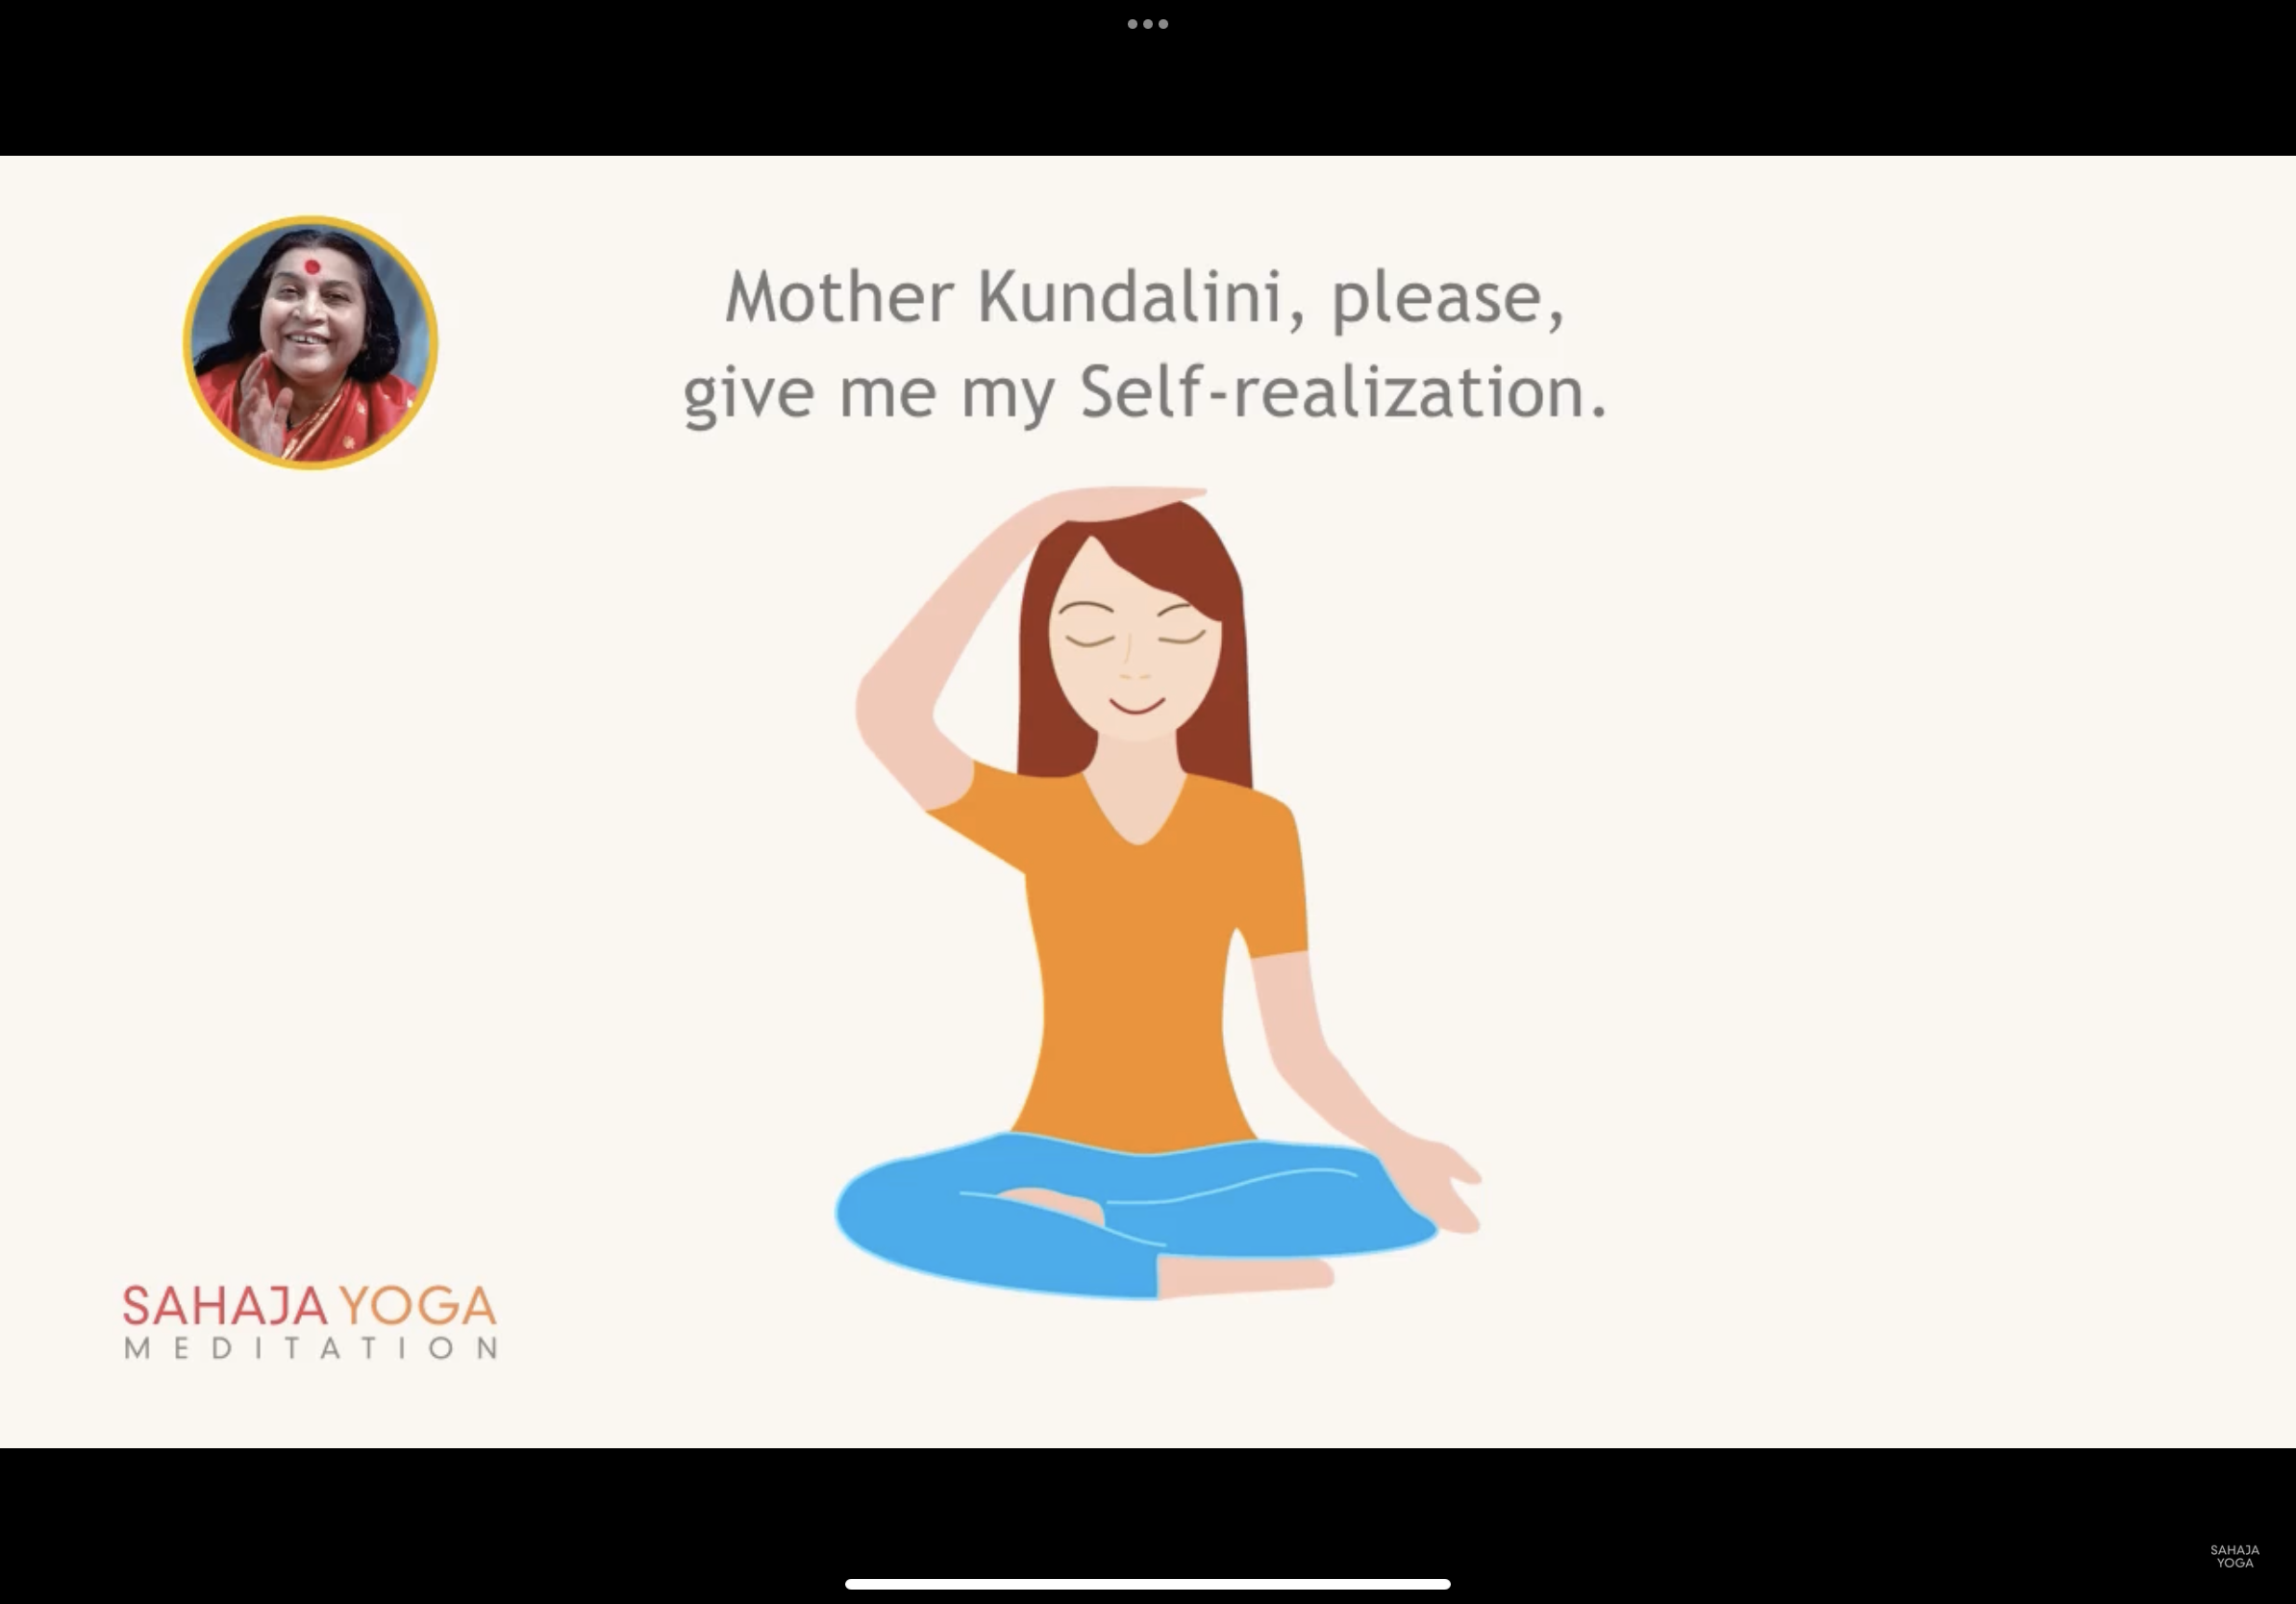 Mother Kundalini, please,
give me my Self-realization.
SAHAJA YOGA
MEDITATION
SAHAJA
YOGA